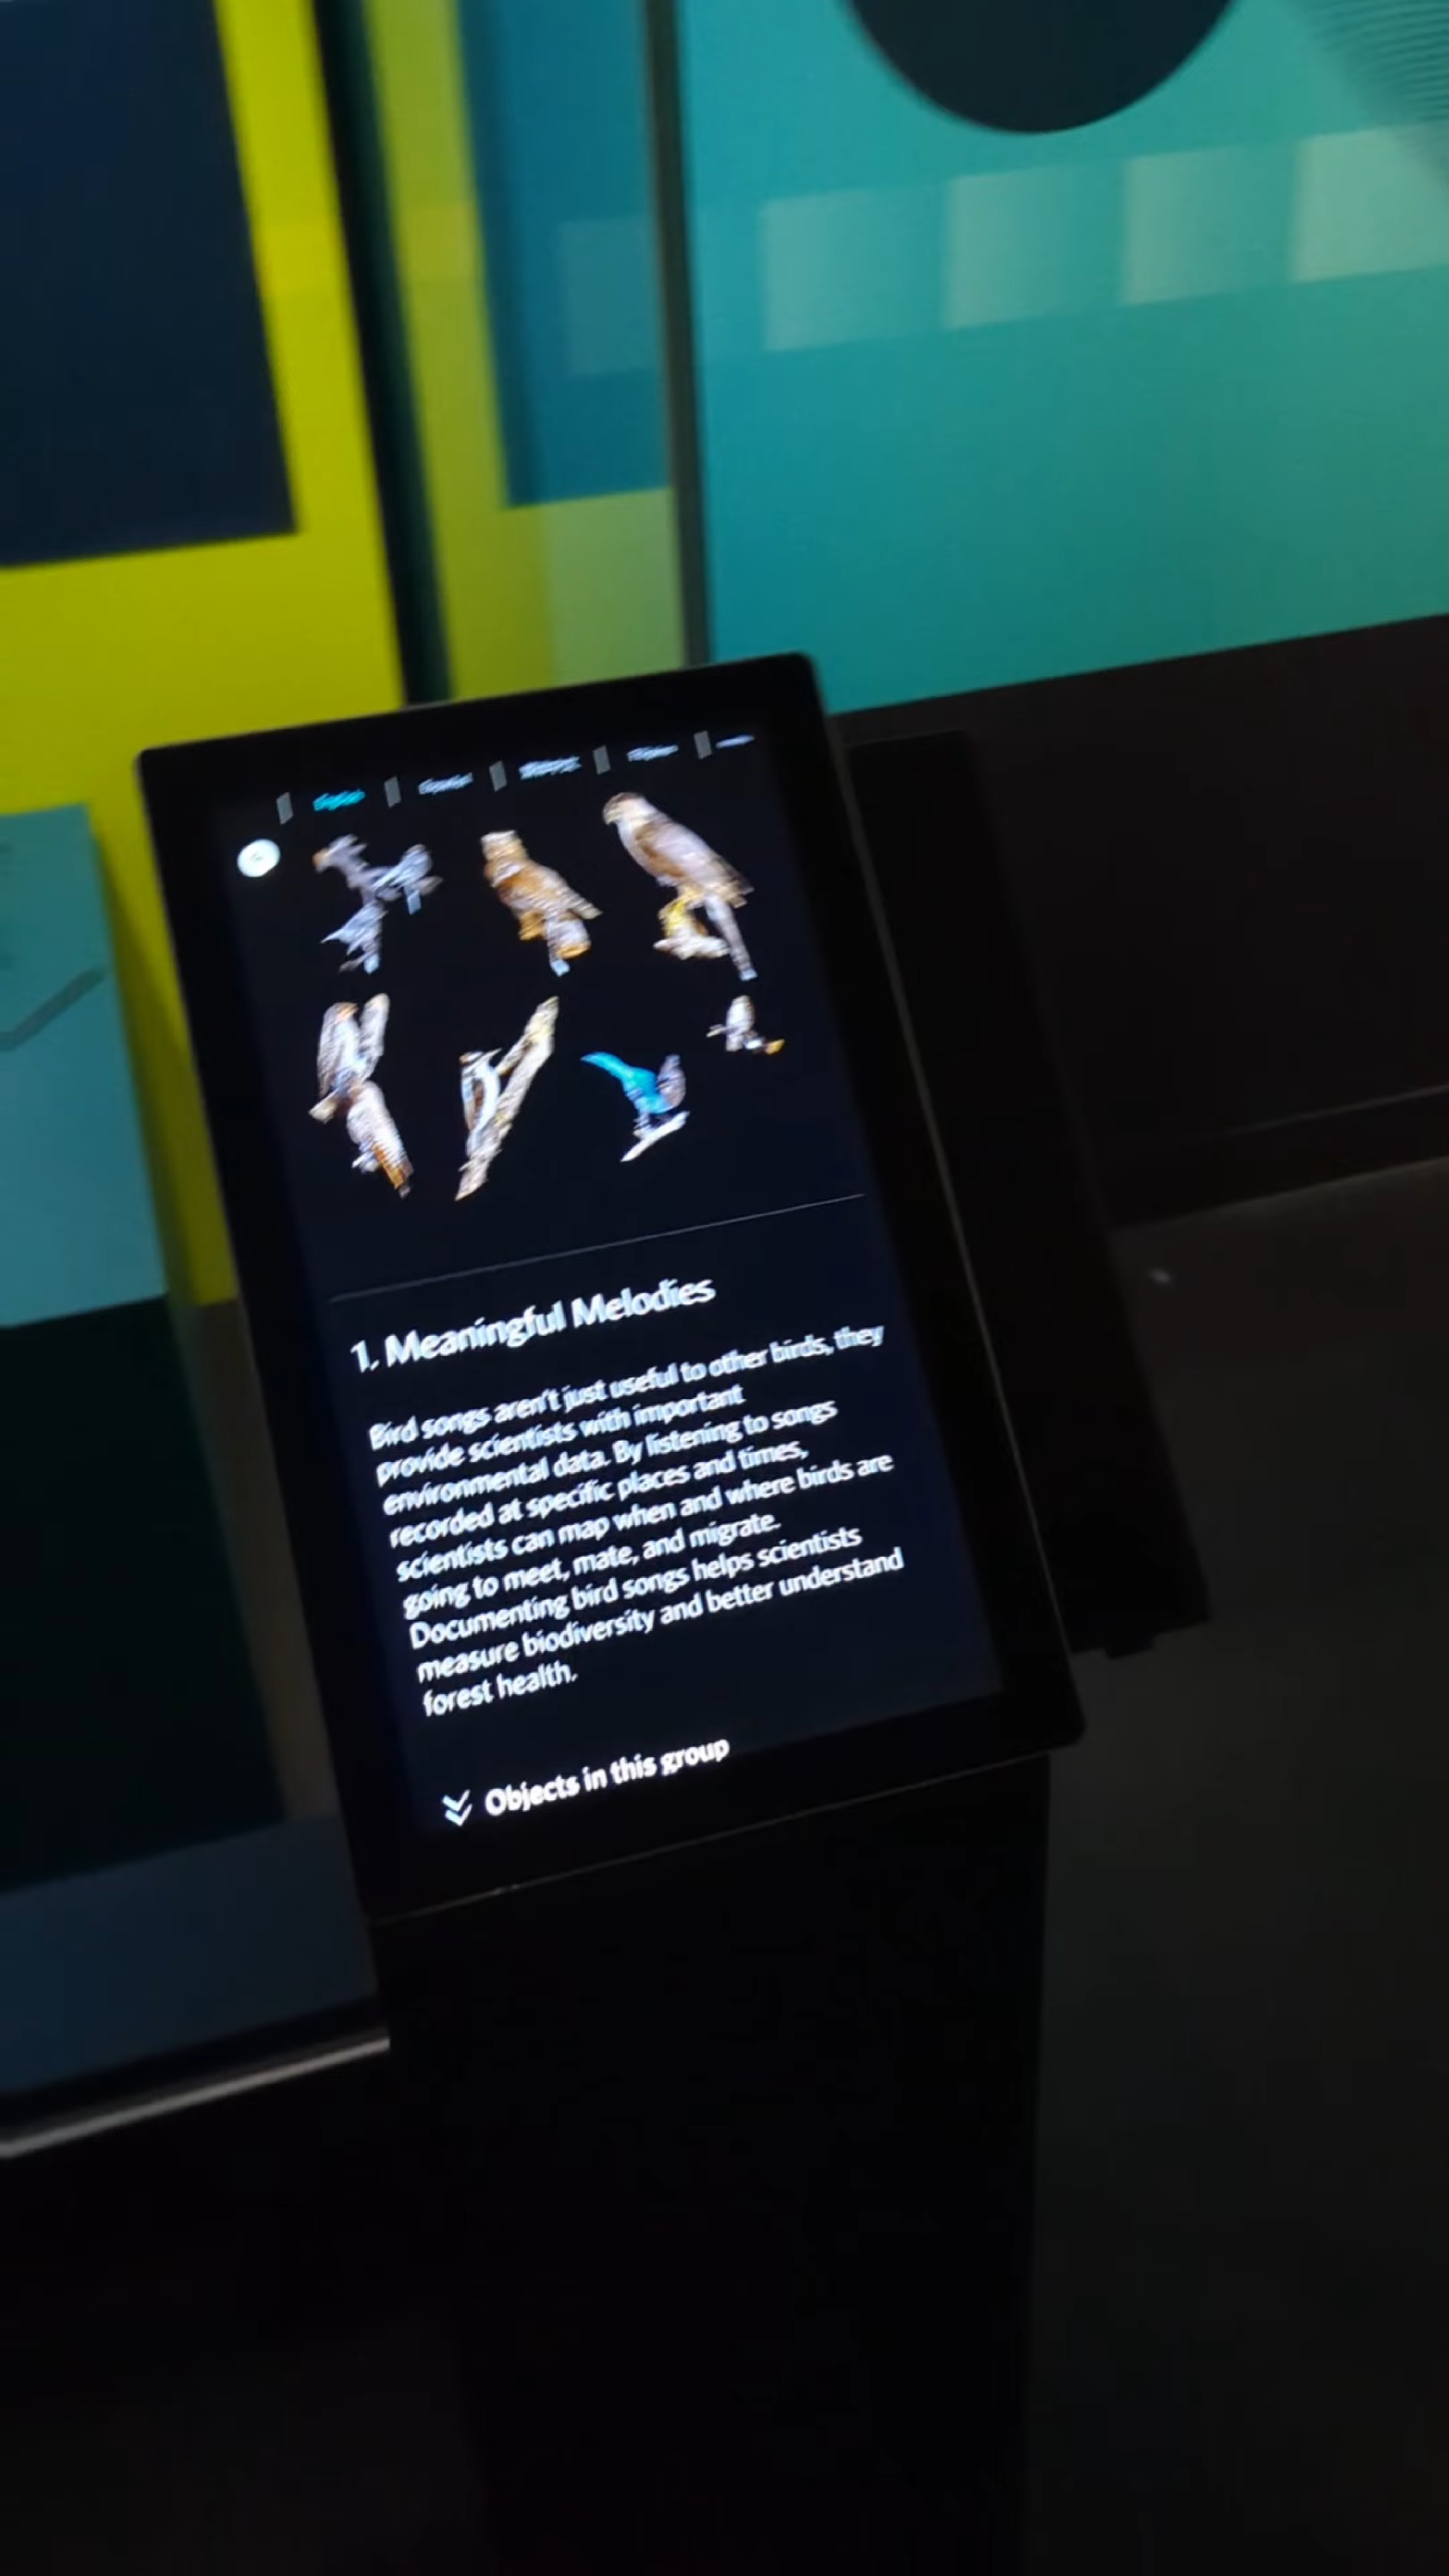 English
1. Meaningful Melodies
Bird songs aren't just useful to other birds, they
provide scientists with important
environmental data. By listening to songs
recorded at specific places and times,
scientists can map when and where birds are
going to meet, mate, and migrate.
Documenting bird songs helps scientists
measure biodiversity and better understand
forest health.
Objects in this group